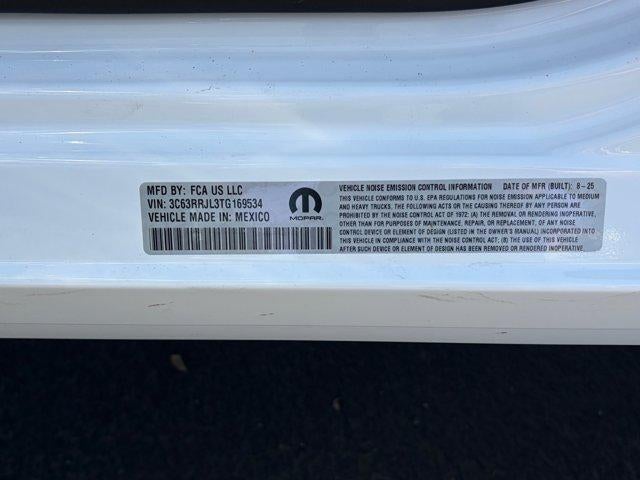 MFD BY: FCA US LLC
VIN: 3C63RRJL3TG169534
VEHICLE MADE IN: MEXICO
MOPAR
VEHICLE NOISE EMISSION CONTROL INFORMATION DATE OF MFR (BUILT): 8-25
THIS VEHICLE CONFORMS TO U.S. EPA REGULATIONS FOR NOISE EMISSION APPLICABLE TO MEDIUM
AND HEAVY TRUCKS. THE FOLLOWING ACTS OR THE CAUSING THEREOF BY ANY PERSON ARE
PROHIBITED BY THE NOISE CONTROL ACT OF 1972: (A) THE REMOVAL OR RENDERING INOPERATIVE,
OTHER THAN FOR PURPOSES OF MAINTENANCE, REPAIR, OR REPLACEMENT, OF ANY NOISE
CONTROL DEVICE OR ELEMENT OF DESIGN (LISTED IN THE OWNER'S MANUAL) INCORPORATED INTO
THIS VEHICLE IN COMPLIANCE WITH THE NOISE CONTROL ACT; (B) THE USE OF THIS VEHICLE
AFTER SUCH DEVICE OR ELEMENT OF DESIGN HAS BEEN REMOVED OR RENDERED INOPERATIVE.